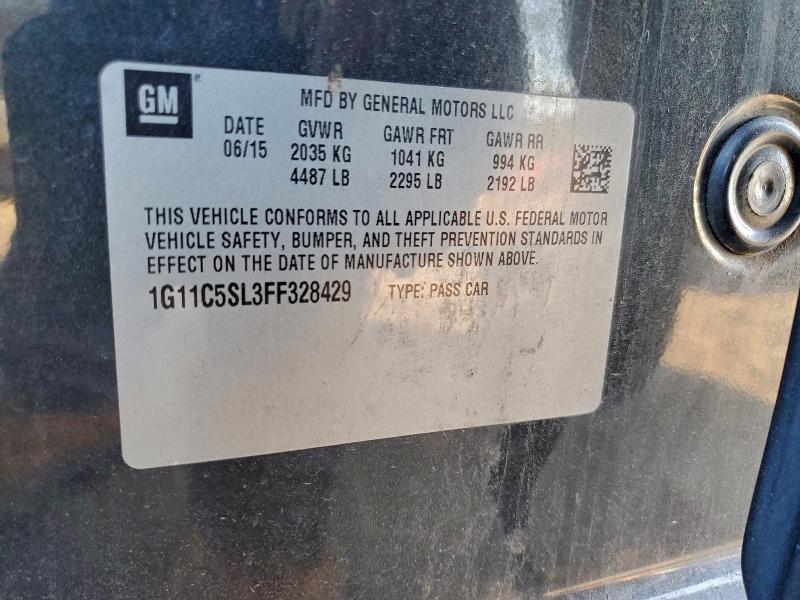 GM
®
MFD BY GENERAL MOTORS LLC
DATE GVWR GAWR FRT GAWR RR
06/15 2035 KG 1041 KG 994 KG
4487 LB 2295 LB 2192 LB
THIS VEHICLE CONFORMS TO ALL APPLICABLE U.S. FEDERAL MOTOR
VEHICLE SAFETY, BUMPER, AND THEFT PREVENTION STANDARDS IN
EFFECT ON THE DATE OF MANUFACTURE SHOWN ABOVE.
1G11C5SL3FF328429 TYPE: PASS CAR